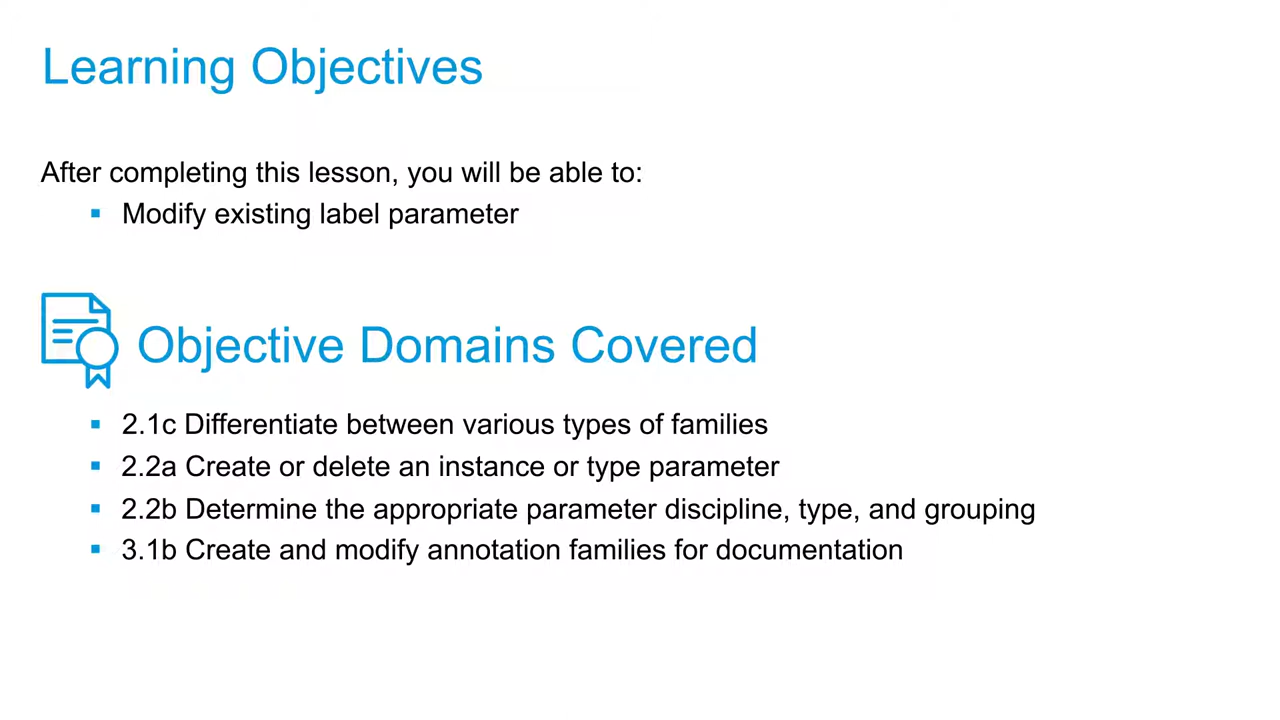 Learning Objectives
After completing this lesson, you will be able to:
▪ Modify existing label parameter
Objective Domains Covered
▪ 2.1c Differentiate between various types of families
▪ 2.2a Create or delete an instance or type parameter
▪ 2.2b Determine the appropriate parameter discipline, type, and grouping
▪ 3.1b Create and modify annotation families for documentation